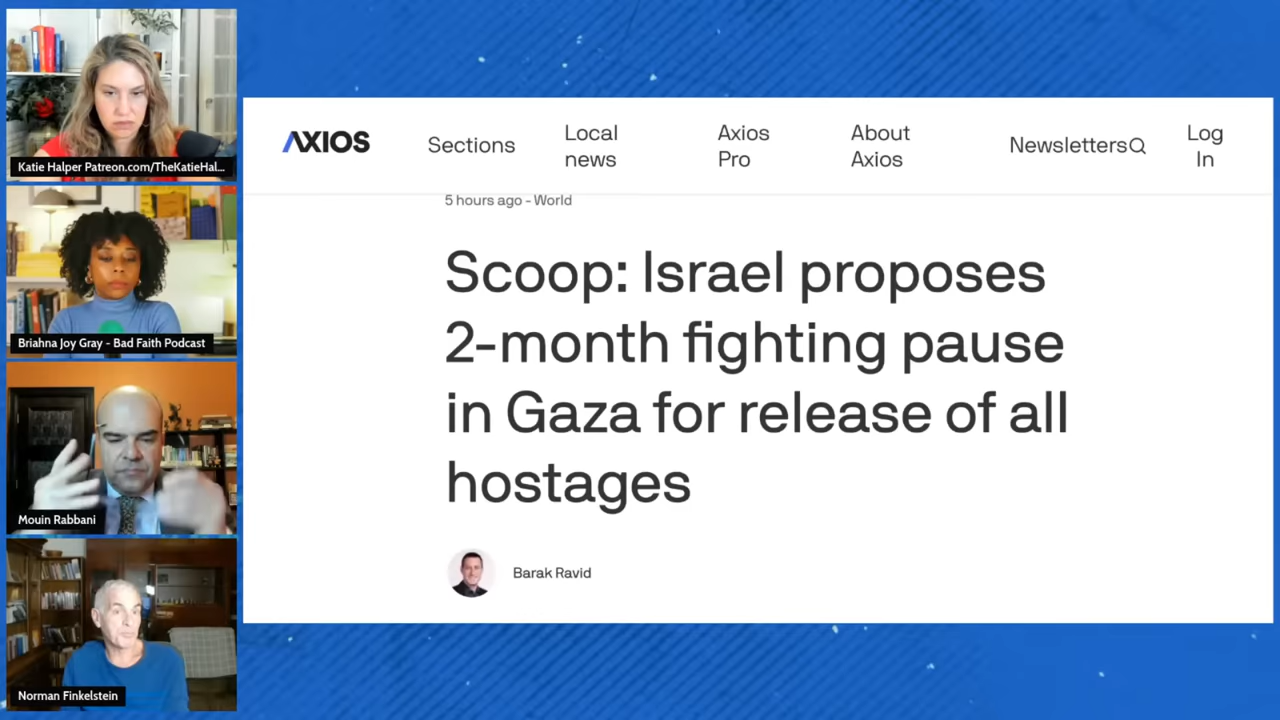 Katie Halper Patreon.com/TheKatieHal...
Briahna Joy Gray - Bad Faith Podcast
Mouin Rabbani
Norman Finkelstein
AXIOS
Sections
Local
news
Axios
Pro
About
Axios
Newsletters
Log
In
5 hours ago - World
Scoop: Israel proposes
2-month fighting pause
in Gaza for release of all
hostages
Barak Ravid